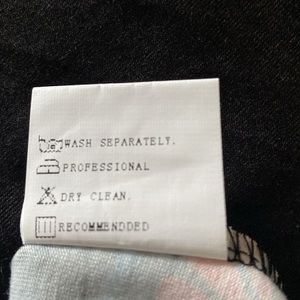 WASH SEPARATELY.
PROFESSIONAL
DRY CLEAN.
RECOMMENDDED